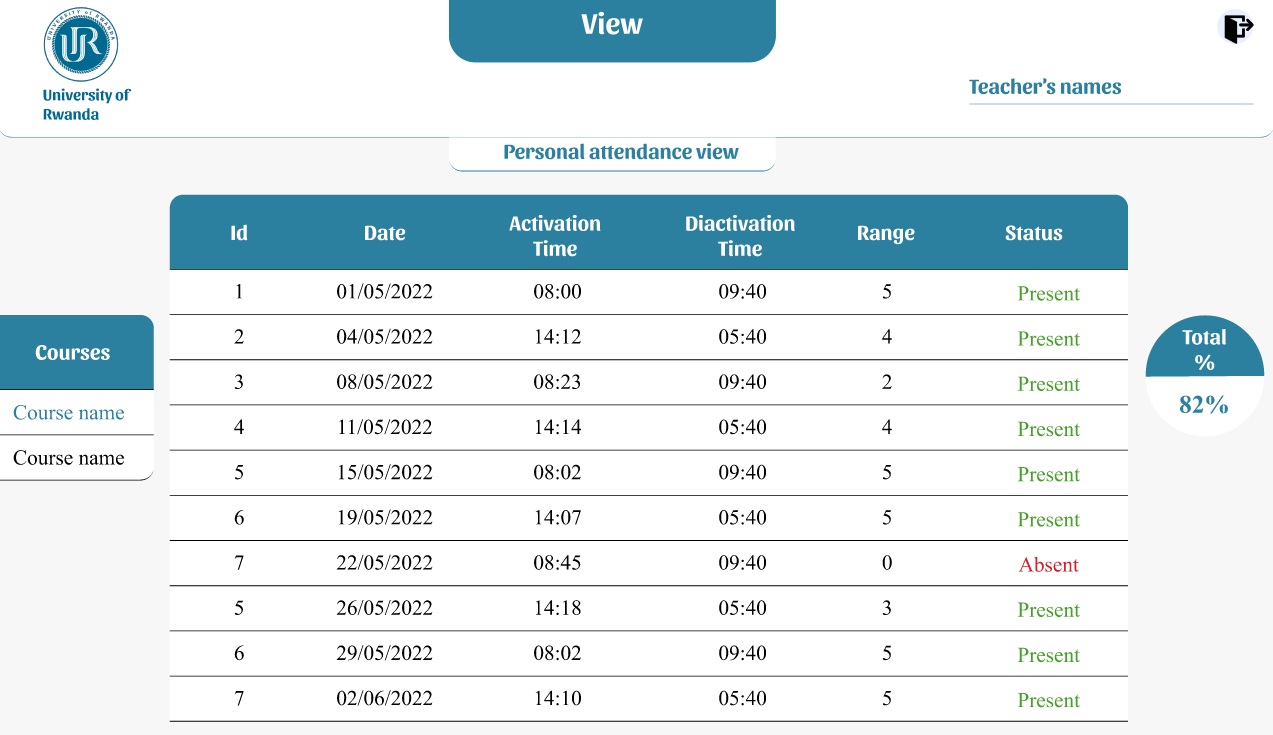 UNIVERSITY of RWANDA
UR
University of
Rwanda
View
Teacher's names
Personal attendance view
Id Date Activation Time Diactivation Time Range Status
1 01/05/2022 08:00 09:40 5 Present
2 04/05/2022 14:12 05:40 4 Present
3 08/05/2022 08:23 09:40 2 Present
4 11/05/2022 14:14 05:40 4 Present
5 15/05/2022 08:02 09:40 5 Present
6 19/05/2022 14:07 05:40 5 Present
7 22/05/2022 08:45 09:40 0 Absent
5 26/05/2022 14:18 05:40 3 Present
6 29/05/2022 08:02 09:40 5 Present
7 02/06/2022 14:10 05:40 5 Present
Courses
Course name
Course name
Total
%
82%